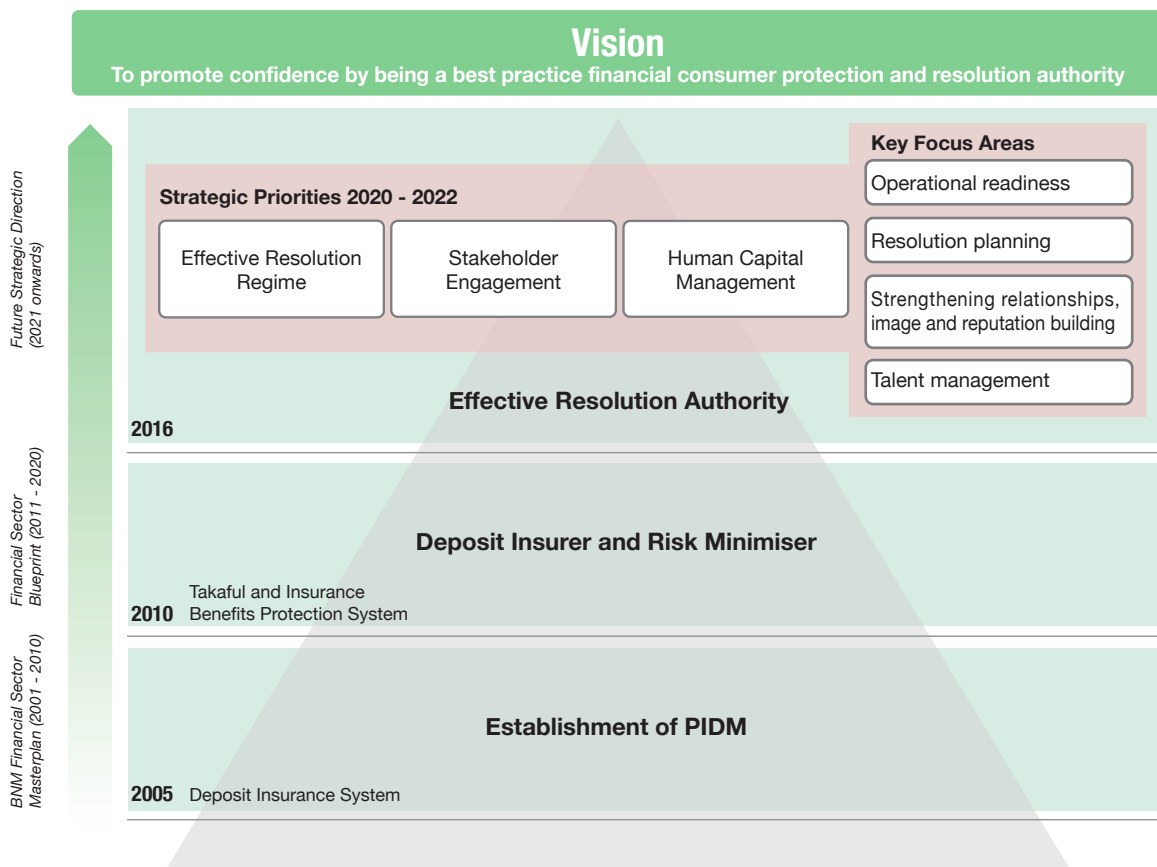 Vision
To promote confidence by being a best practice financial consumer protection and resolution authority
Future Strategic Direction
(2021 onwards)
Strategic Priorities 2020 - 2022
Effective Resolution
Regime
Stakeholder
Engagement
Human Capital
Management
Key Focus Areas
Operational readiness
Resolution planning
Strengthening relationships,
image and reputation building
Talent management
Effective Resolution Authority
2016
Financial Sector
Blueprint (2011 - 2020)
Deposit Insurer and Risk Minimiser
Takaful and Insurance
2010 Benefits Protection System
BNM Financial Sector
Masterplan (2001 - 2010)
Establishment of PIDM
2005 Deposit Insurance System